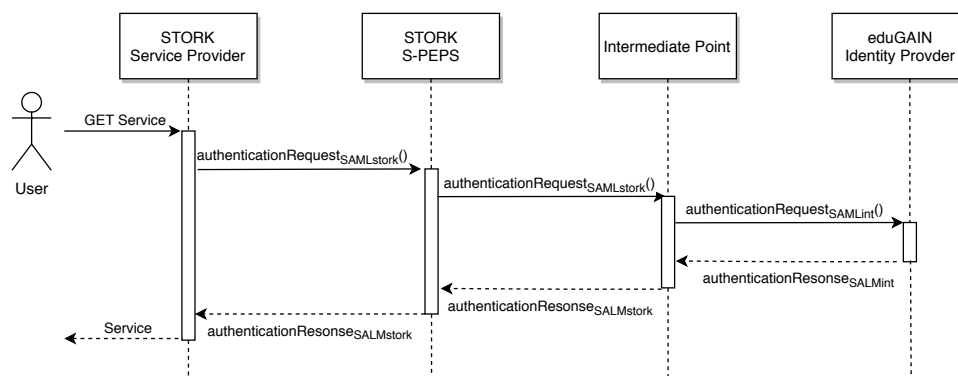 STORK
Service Provider
STORK
S-PEPS
Intermediate Point
eduGAIN
Identity Provder
GET Service
User
authenticationRequestSAMLstork()
authenticationRequestSAMLstork()
authenticationRequestSAMLint()
authenticationResonseSALMint
authenticationResonseSALMstork
authenticationResonseSALMstork
Service